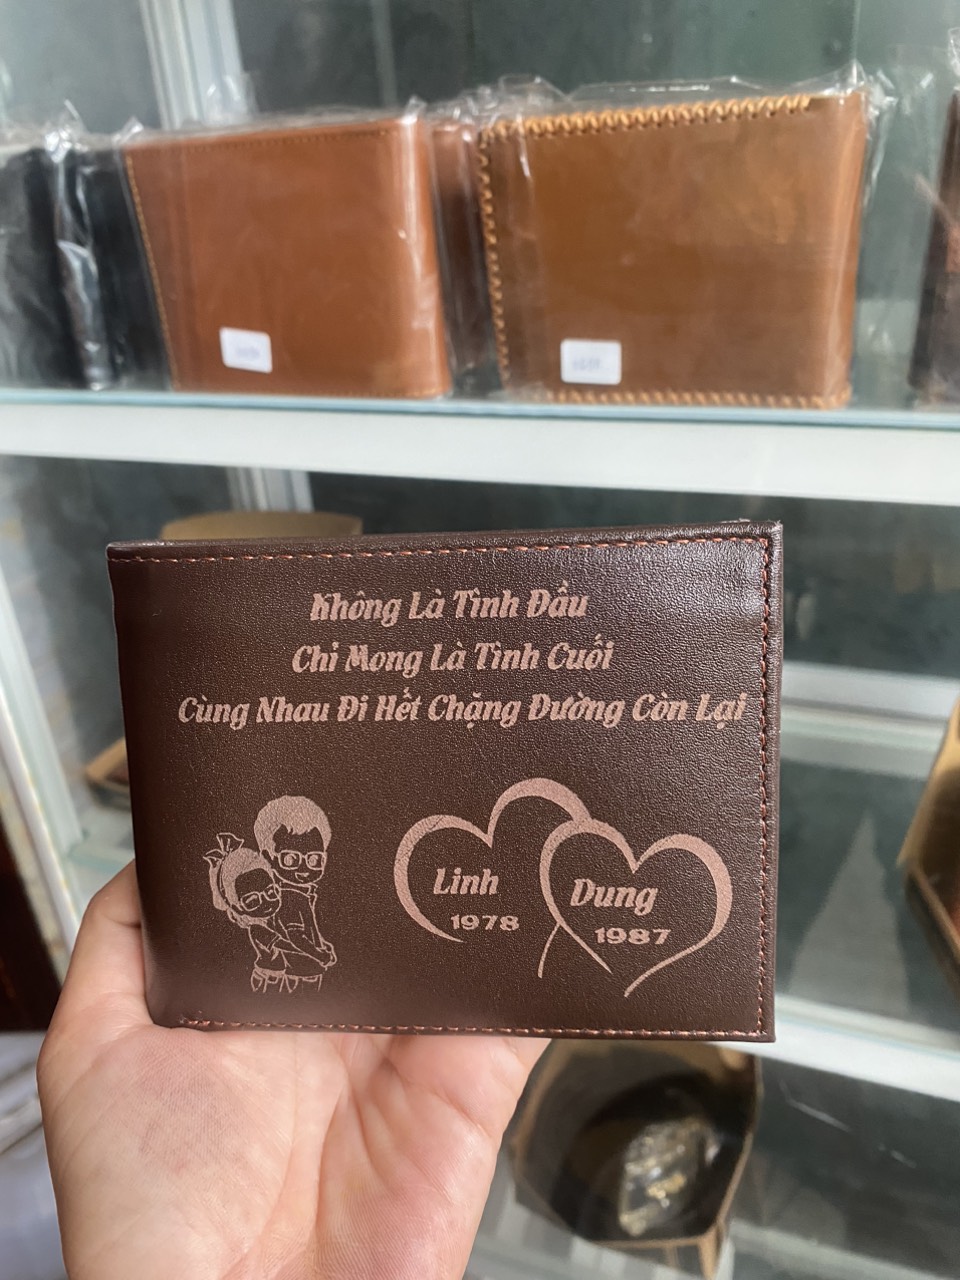 Không Là Tình Đầu
Chỉ Mong Là Tình Cuối
Cùng Nhau Đi Hết Chặng Đường Còn Lại
Linh
1978
Dung
1987